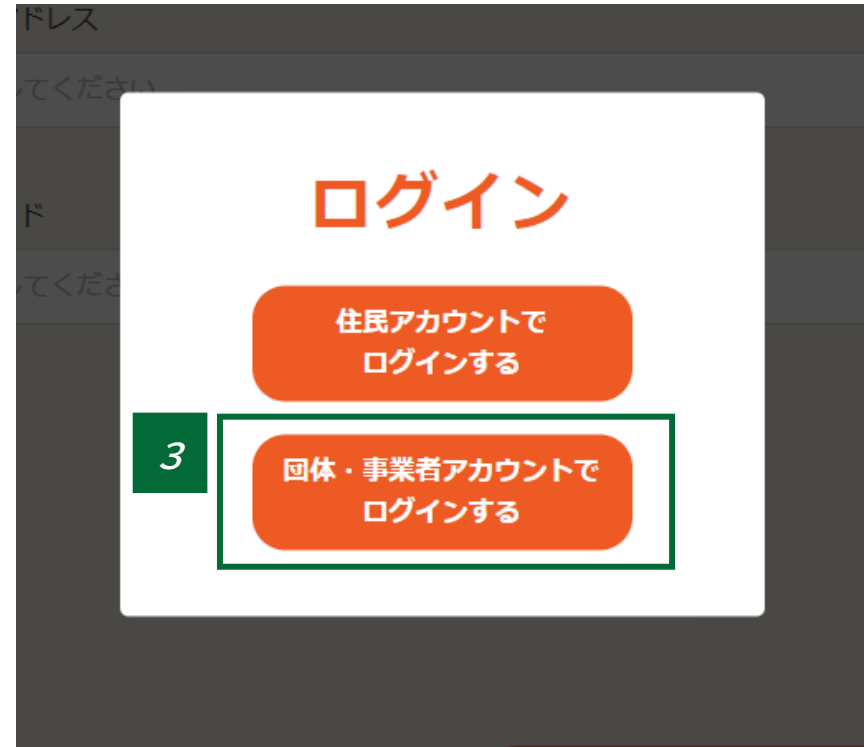 ドレス
してください
ログイン
ド
してくださ
住民アカウントで
ログインする
3
団体・事業者アカウントで
ログインする